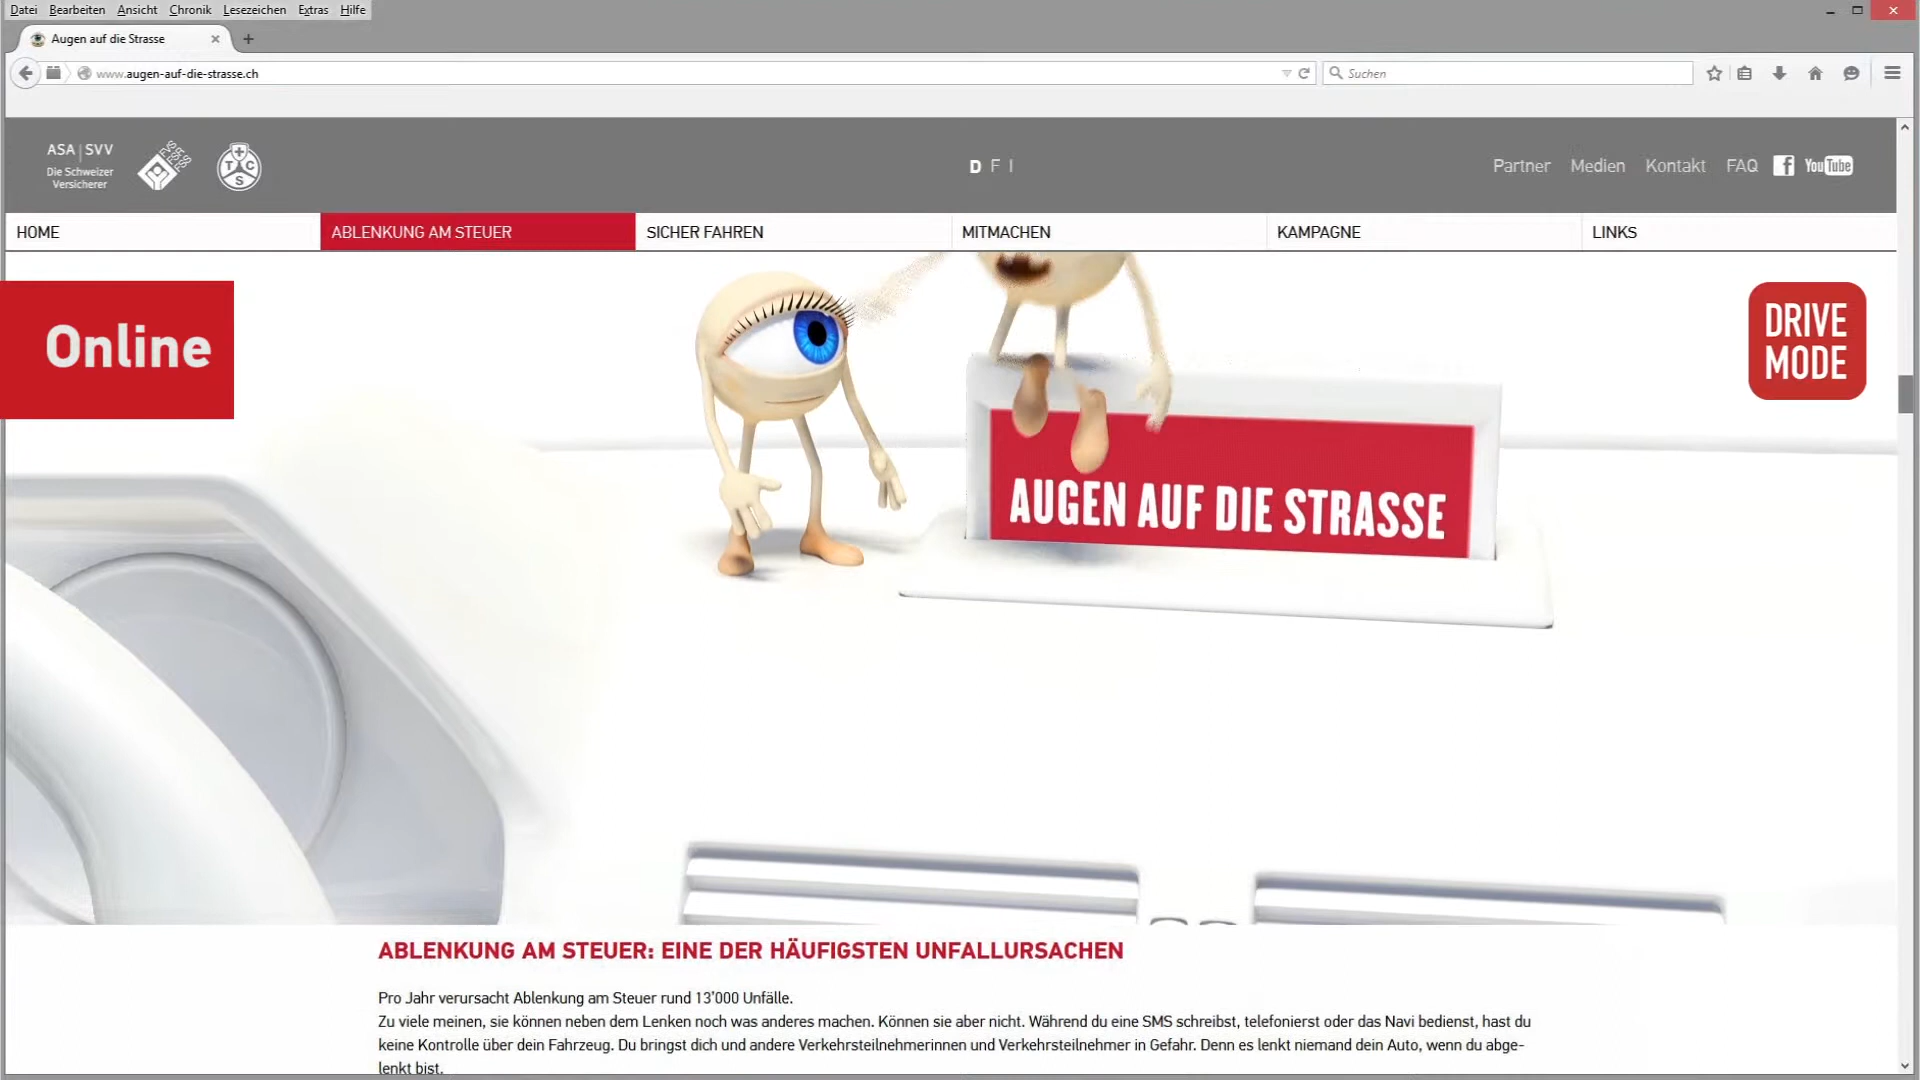 Datei Bearbeiten Ansicht Chronik Lesezeichen Extras Hilfe
Augen auf die Strasse
www.augen-auf-die-strasse.ch
Suchen
ASA | SVV
Die Schweizer
Versicherer
TCS
D F I
Partner Medien Kontakt FAQ f YouTube
HOME ABLENKUNG AM STEUER SICHER FAHREN MITMACHEN KAMPAGNE LINKS
Online
DRIVE
MODE
AUGEN AUF DIE STRASSE
ABLENKUNG AM STEUER: EINE DER HÄUFIGSTEN UNFALLURSACHEN
Pro Jahr verursacht Ablenkung am Steuer rund 13'000 Unfälle.
Zu viele meinen, sie können neben dem Lenken noch was anderes machen. Können sie aber nicht. Während du eine SMS schreibst, telefonierst oder das Navi bedienst, hast du
keine Kontrolle über dein Fahrzeug. Du bringst dich und andere Verkehrsteilnehmerinnen und Verkehrsteilnehmer in Gefahr. Denn es lenkt niemand dein Auto, wenn du abge-
lenkt bist.